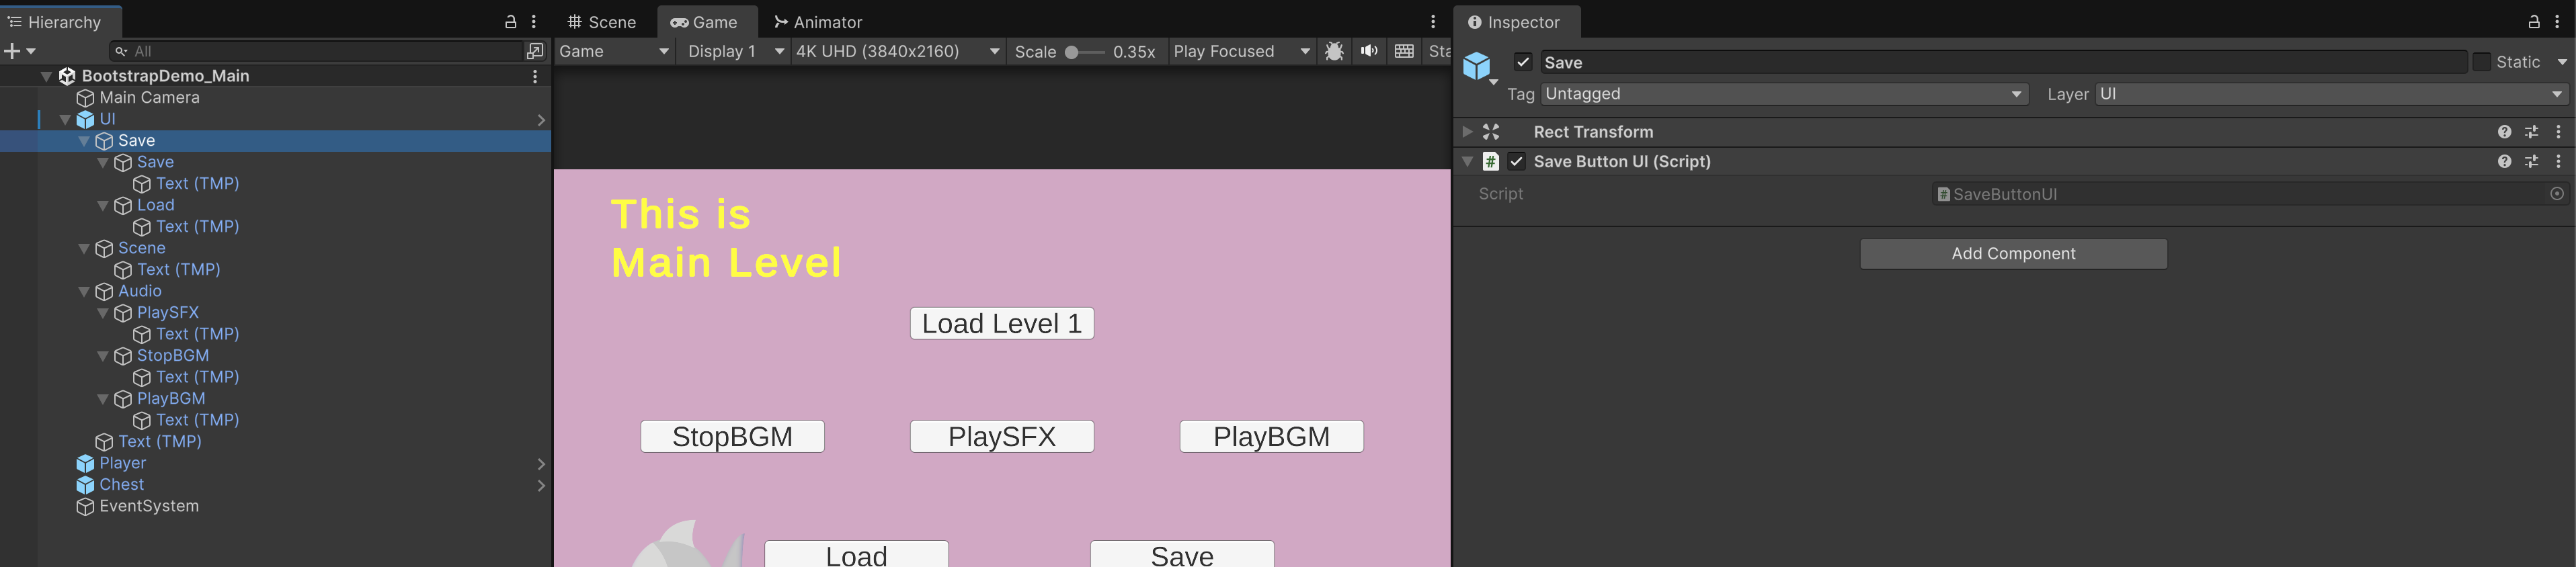 Hierarchy
All
BootstrapDemo_Main
Main Camera
UI
Save
Save
Text (TMP)
Load
Text (TMP)
Scene
Text (TMP)
Audio
PlaySFX
Text (TMP)
StopBGM
Text (TMP)
PlayBGM
Text (TMP)
Text (TMP)
Player
Chest
EventSystem
Scene Game Animator
Game Display 1 4K UHD (3840x2160) Scale 0.35x Play Focused Sta
This is
Main Level
Load Level 1
StopBGM PlaySFX PlayBGM
Load Save
Inspector
Save Static
Tag Untagged Layer UI
Rect Transform
# Save Button UI (Script)
Script # SaveButtonUI
Add Component